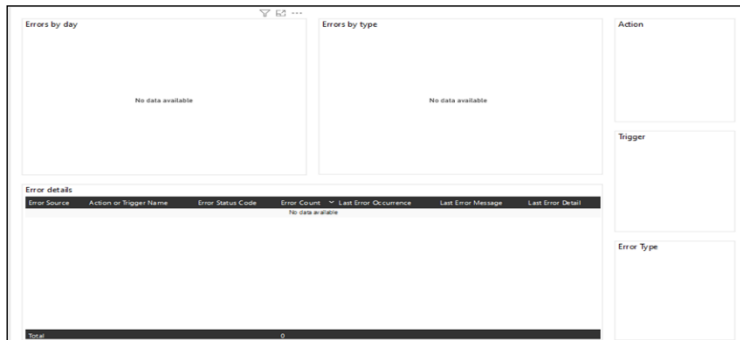 Errors by day
No data available
Errors by type
No data available
Action
Trigger
Error Type
Error details
Error Source Action or Trigger Name Error Status Code Error Count Last Error Occurrence Last Error Message Last Error Detail
No data available
Total 0